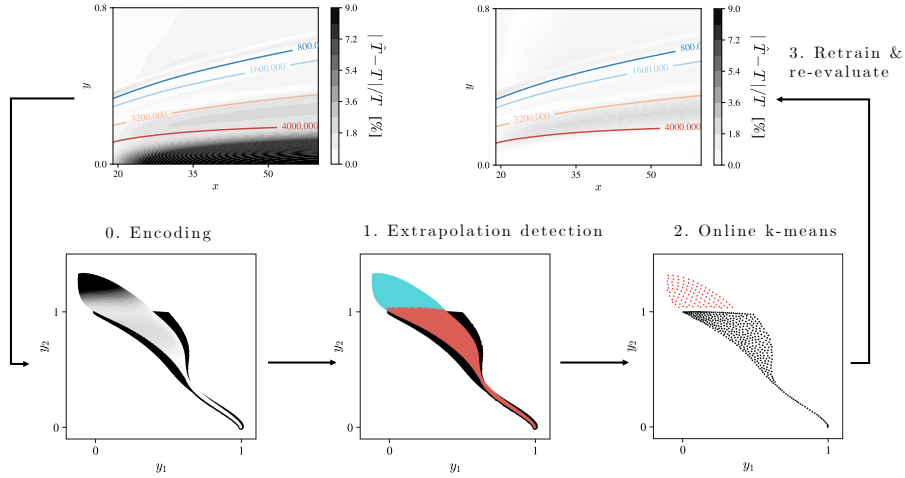 0.8
y
0.0
20
35
50
x
800.0
1600.000
3200.000
4000.000
9.0
7.2
5.4
3.6
1.8
0.0
| T̂ − T | / T [%]
0.8
y
0.0
20
35
50
x
800.0
1600.000
3200.000
4000.000
9.0
7.2
5.4
3.6
1.8
0.0
| T̂ − T | / T [%]
3. Retrain &
re-evaluate
0. Encoding
1
y₂
0
0
1
y₁
1. Extrapolation detection
1
y₂
0
0
1
y₁
2. Online k-means
1
y₂
0
0
1
y₁